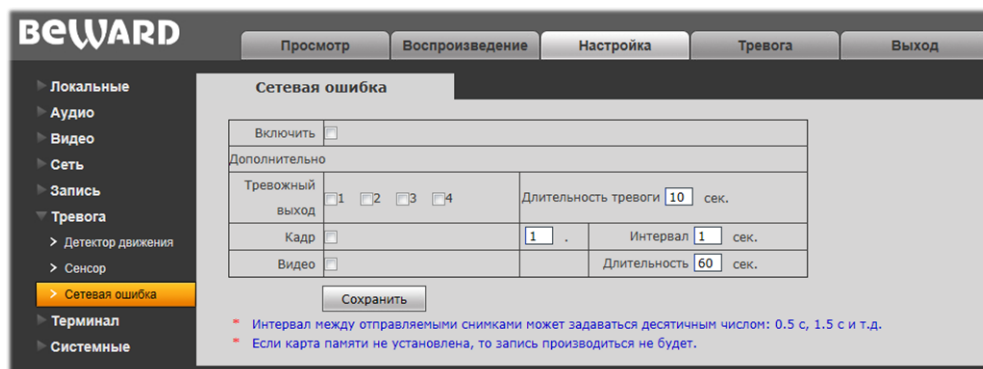 BEWARD
Просмотр Воспроизведение Настройка Тревога Выход
Локальные
Аудио
Видео
Сеть
Запись
Тревога
> Детектор движения
> Сенсор
> Сетевая ошибка
Терминал
Системные
Сетевая ошибка
Включить
Дополнительно
Тревожный
выход
1 2 3 4 Длительность тревоги 10 сек.
Кадр 1 . Интервал 1 сек.
Видео Длительность 60 сек.
Сохранить
* Интервал между отправляемыми снимками может задаваться десятичным числом: 0.5 с, 1.5 с и т.д.
* Если карта памяти не установлена, то запись производиться не будет.